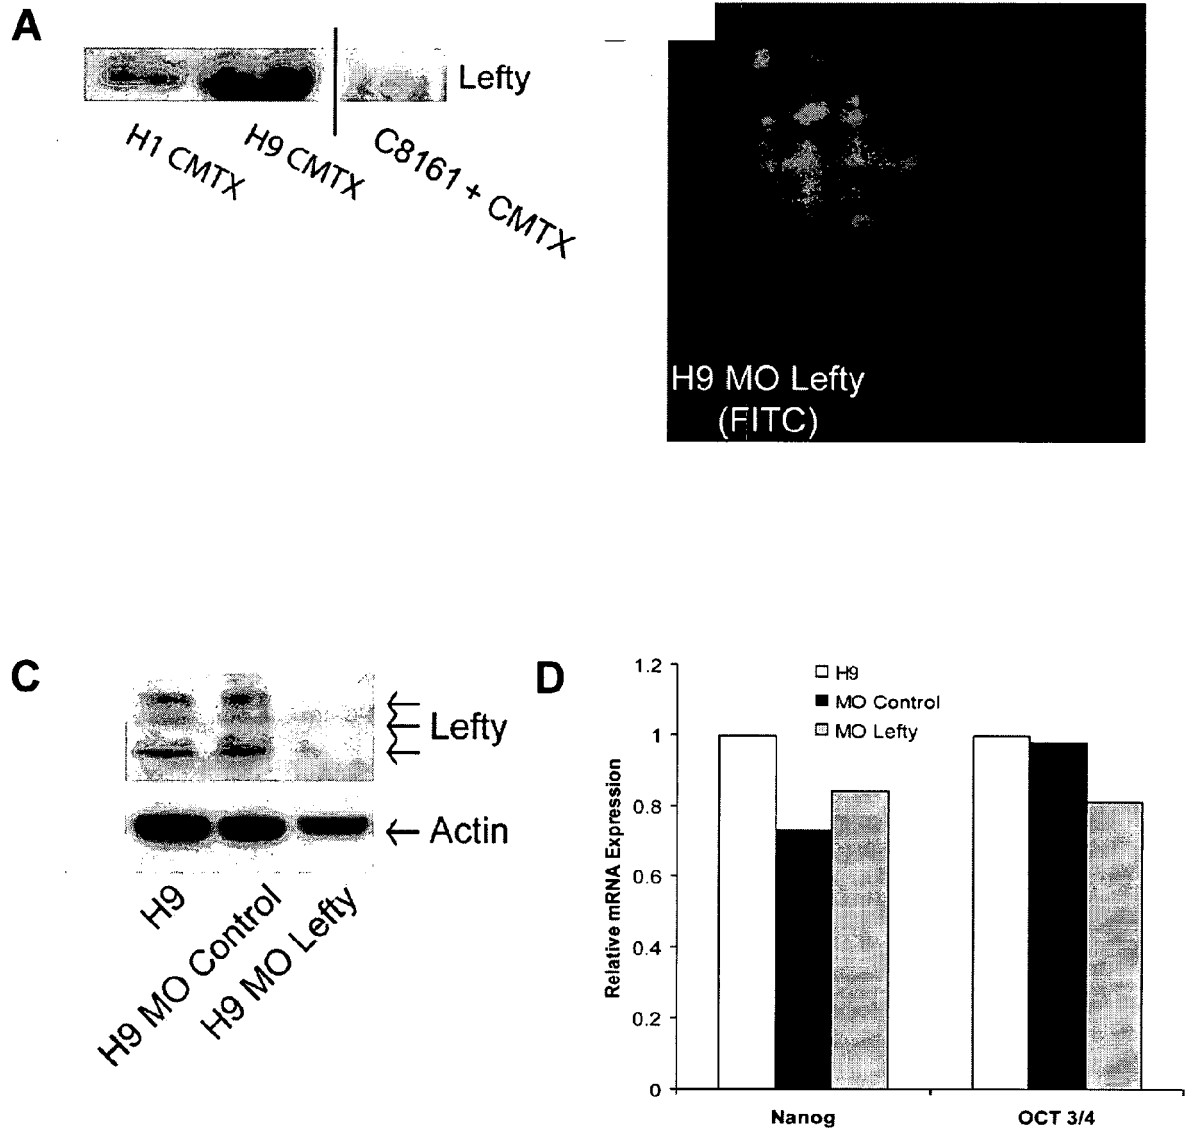 A
Lefty
H1 CMTX
H9 CMTX
C8161 + CMTX
H9 MO Lefty
(FITC)
C
Lefty
Actin
H9
H9 MO Control
H9 MO Lefty
D
1.2
1
0.8
0.6
0.4
0.2
0
Relative mRNA Expression
H9
MO Control
MO Lefty
Nanog
OCT 3/4